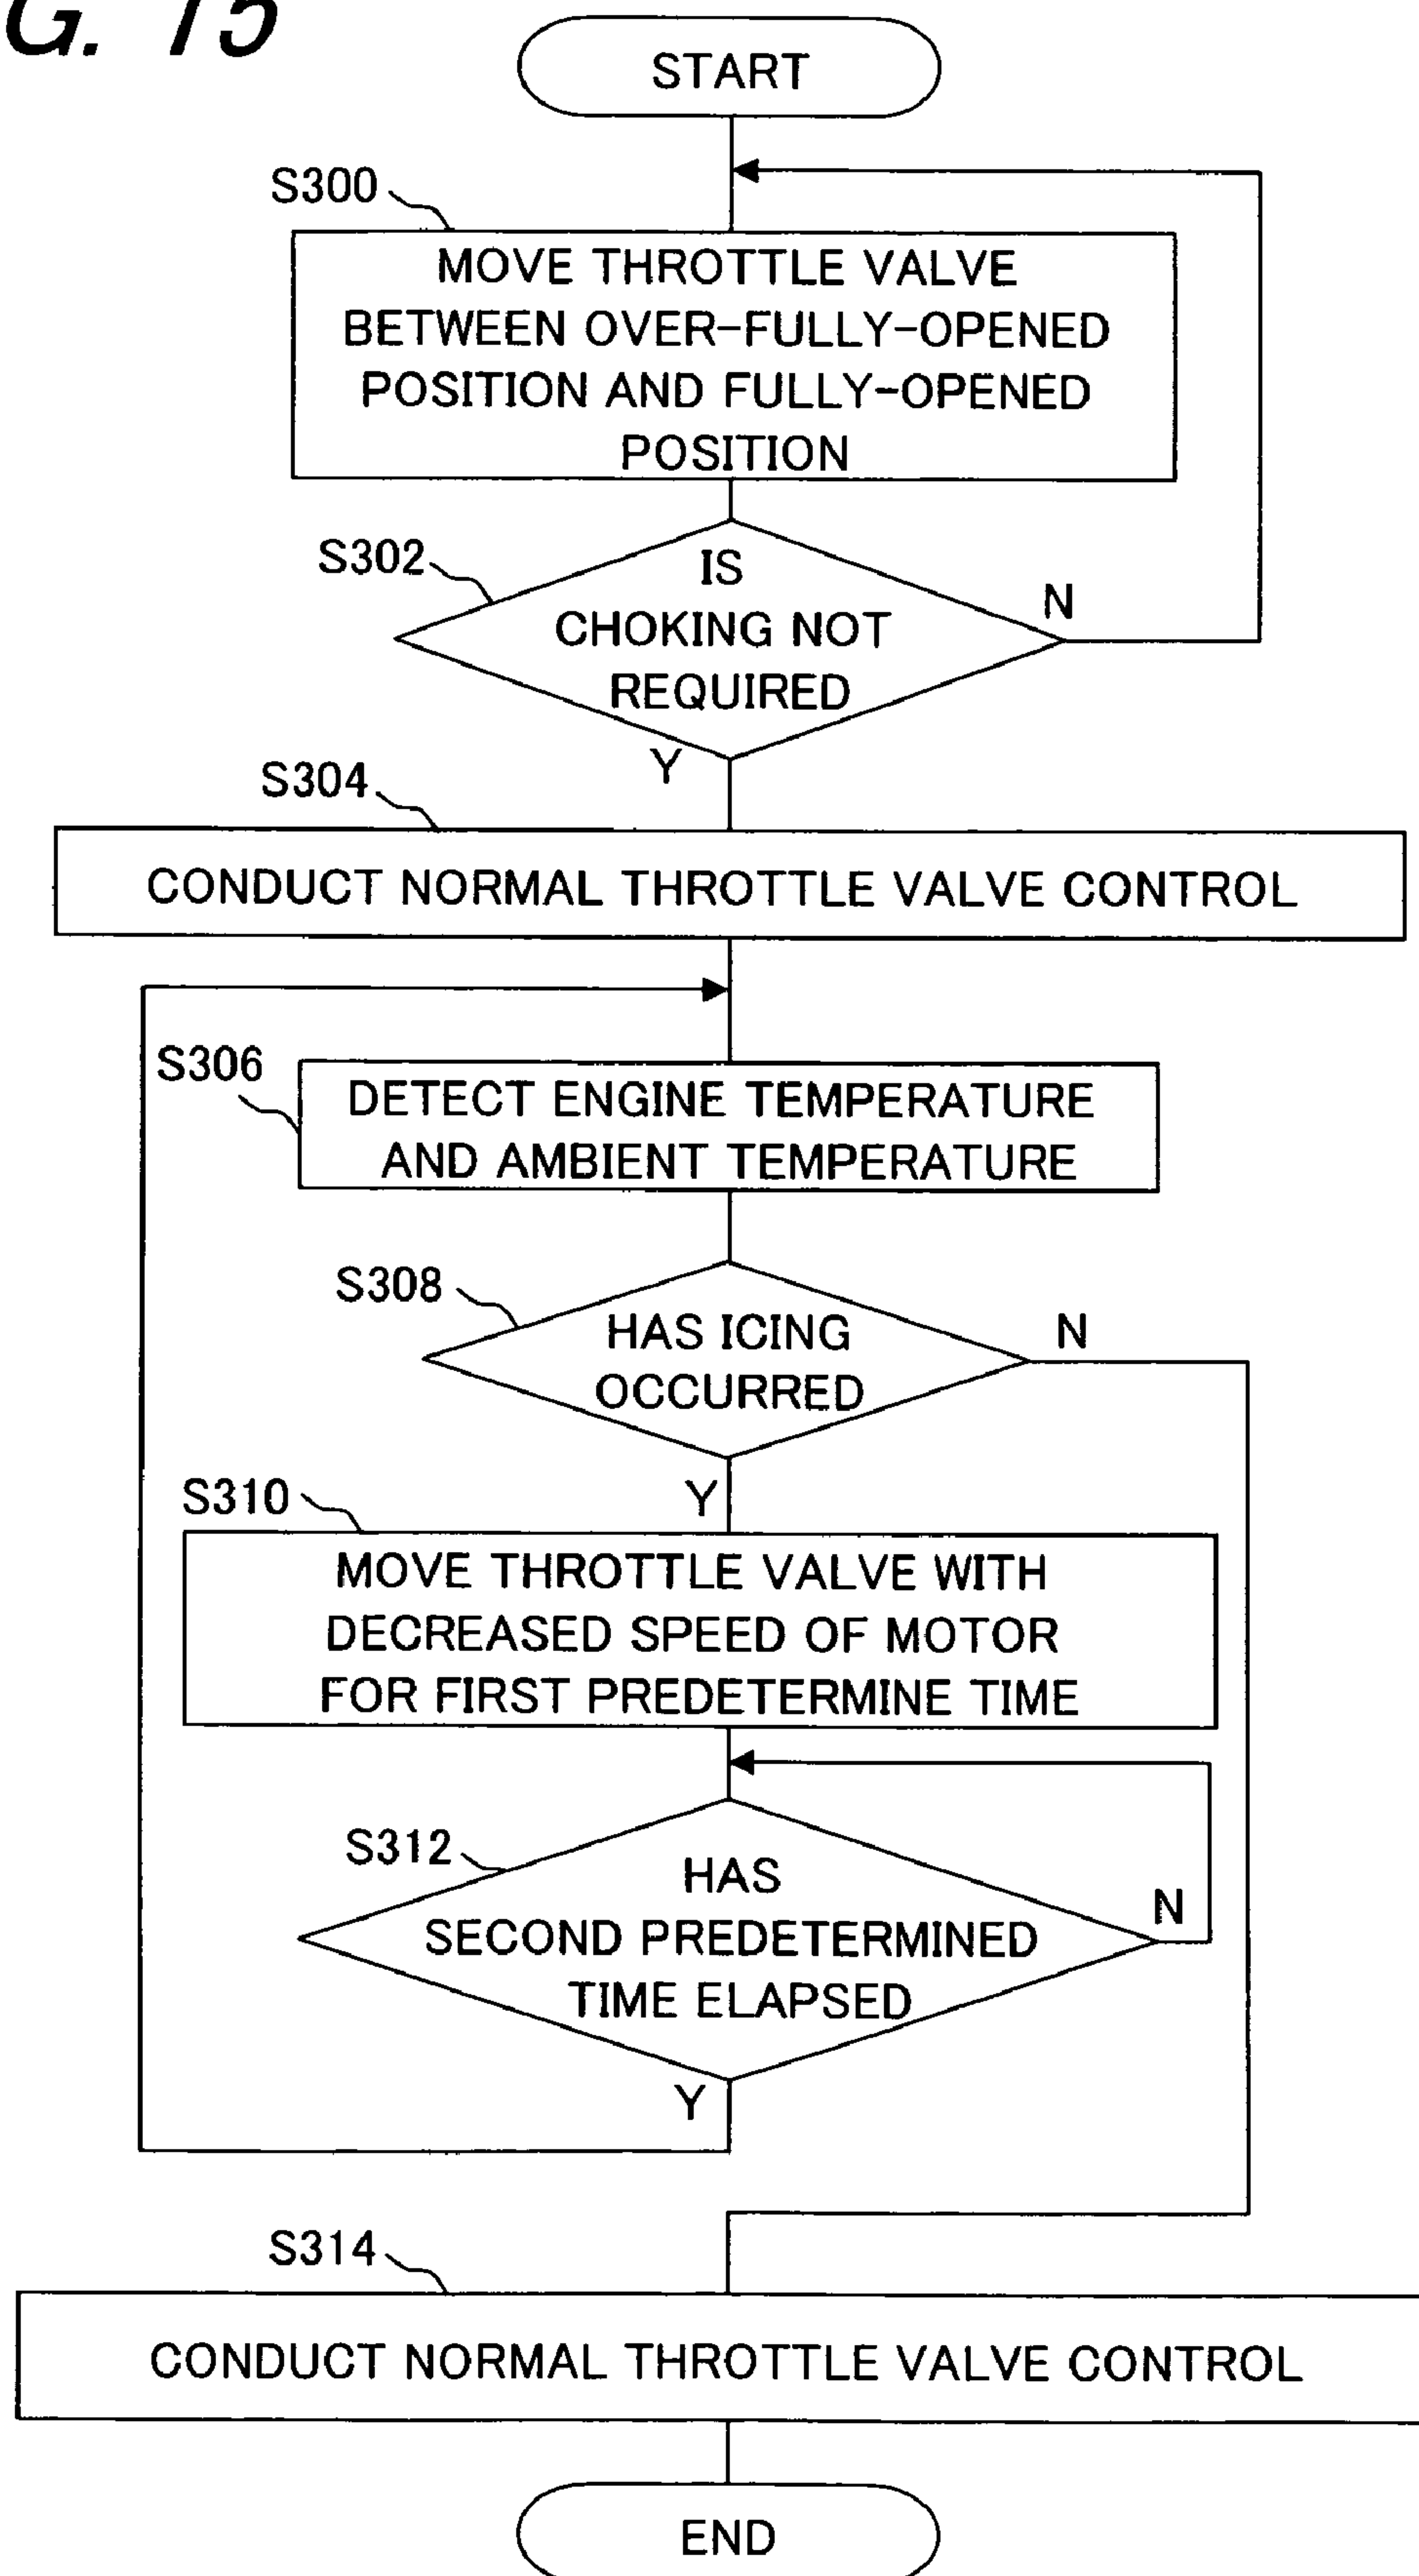 G. 15
START
S300
MOVE THROTTLE VALVE
BETWEEN OVER-FULLY-OPENED
POSITION AND FULLY-OPENED
POSITION
S302
IS
CHOKING NOT
REQUIRED
N
Y
S304
CONDUCT NORMAL THROTTLE VALVE CONTROL
S306
DETECT ENGINE TEMPERATURE
AND AMBIENT TEMPERATURE
S308
HAS ICING
OCCURRED
N
Y
S310
MOVE THROTTLE VALVE WITH
DECREASED SPEED OF MOTOR
FOR FIRST PREDETERMINE TIME
S312
HAS
SECOND PREDETERMINED
TIME ELAPSED
N
Y
S314
CONDUCT NORMAL THROTTLE VALVE CONTROL
END